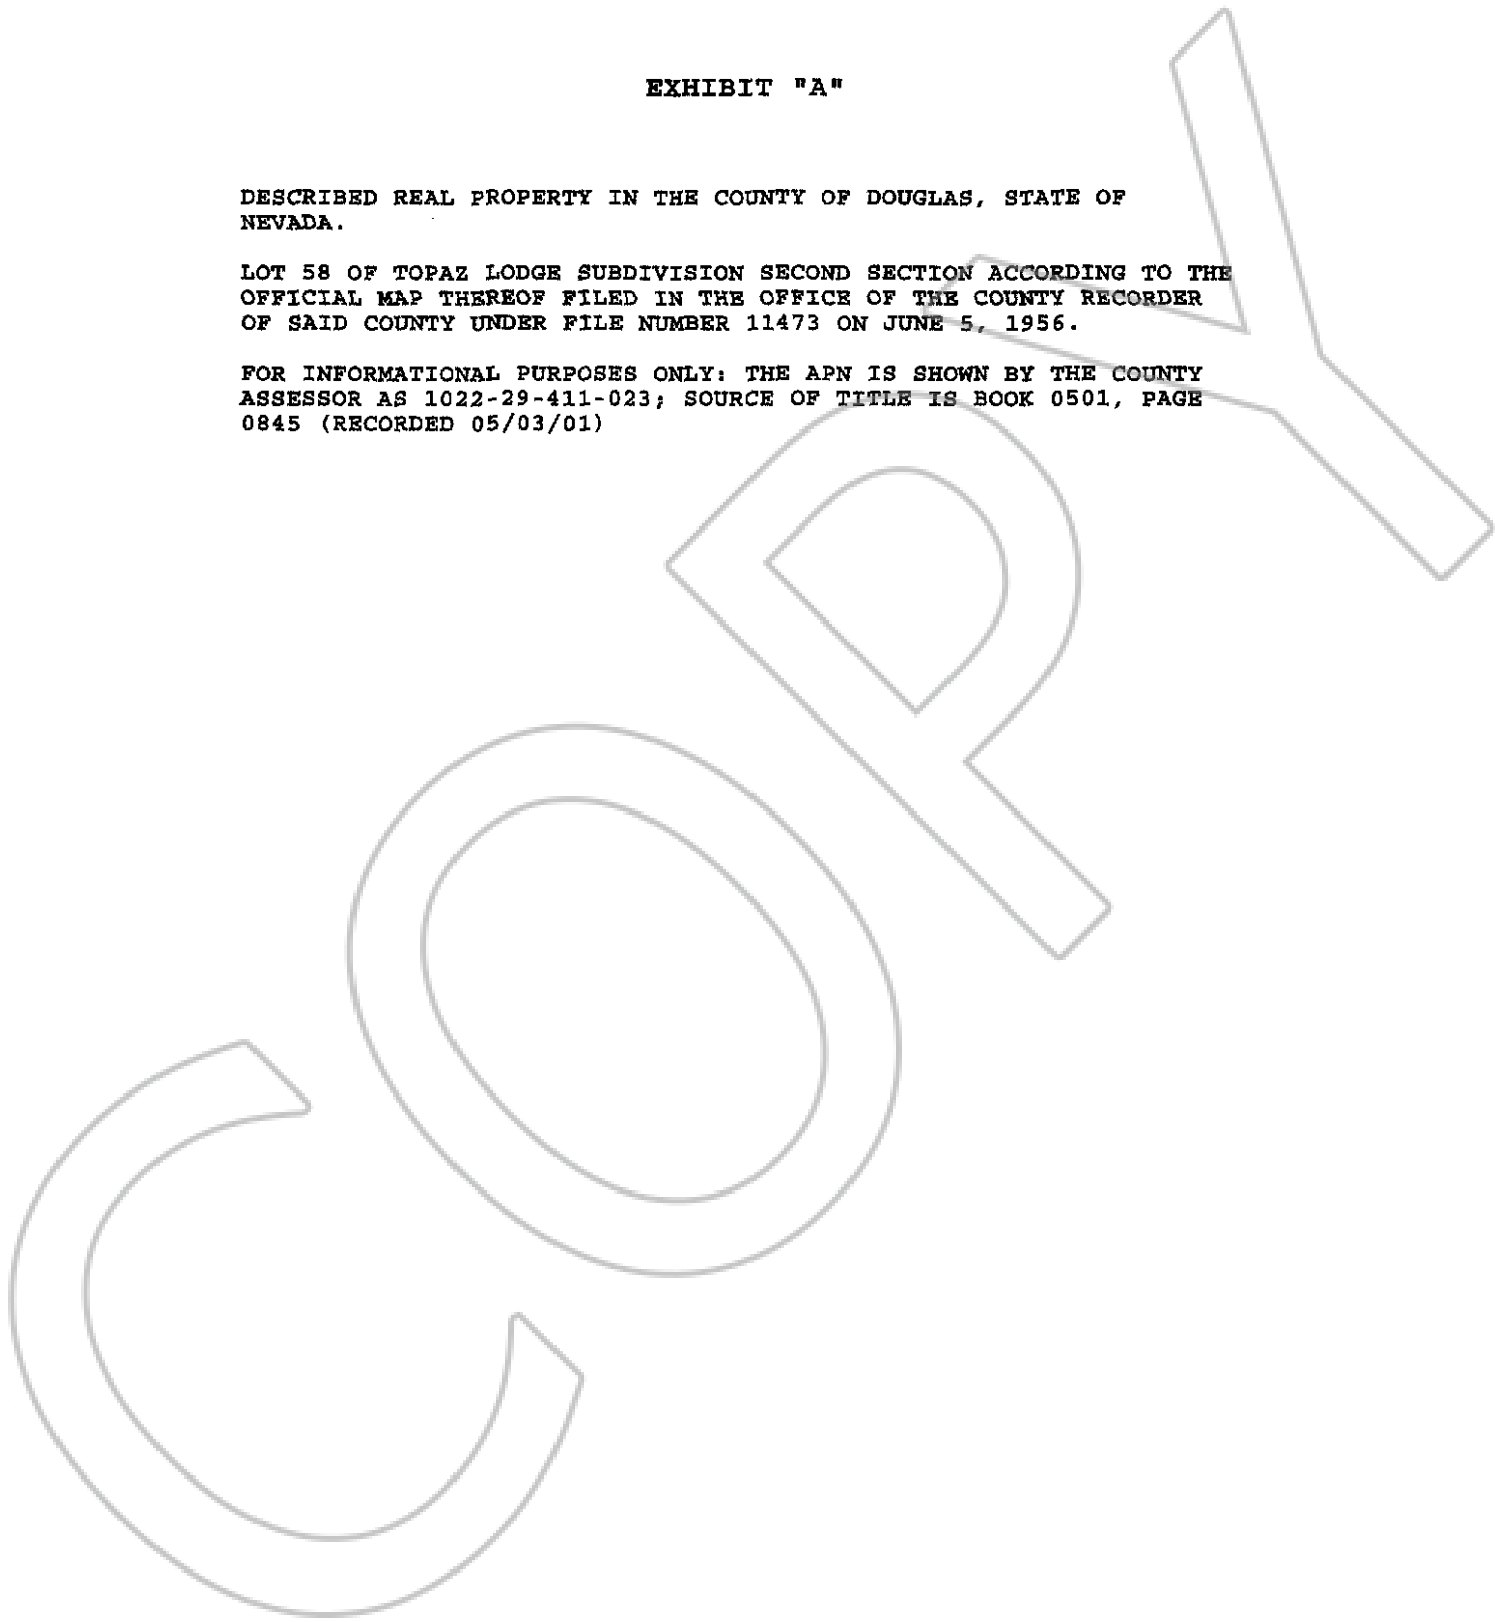 EXHIBIT "A"
DESCRIBED REAL PROPERTY IN THE COUNTY OF DOUGLAS, STATE OF
NEVADA.
LOT 58 OF TOPAZ LODGE SUBDIVISION SECOND SECTION ACCORDING TO THE
OFFICIAL MAP THEREOF FILED IN THE OFFICE OF THE COUNTY RECORDER
OF SAID COUNTY UNDER FILE NUMBER 11473 ON JUNE 5, 1956.
FOR INFORMATIONAL PURPOSES ONLY: THE APN IS SHOWN BY THE COUNTY
ASSESSOR AS 1022-29-411-023; SOURCE OF TITLE IS BOOK 0501, PAGE
0845 (RECORDED 05/03/01)
COPY